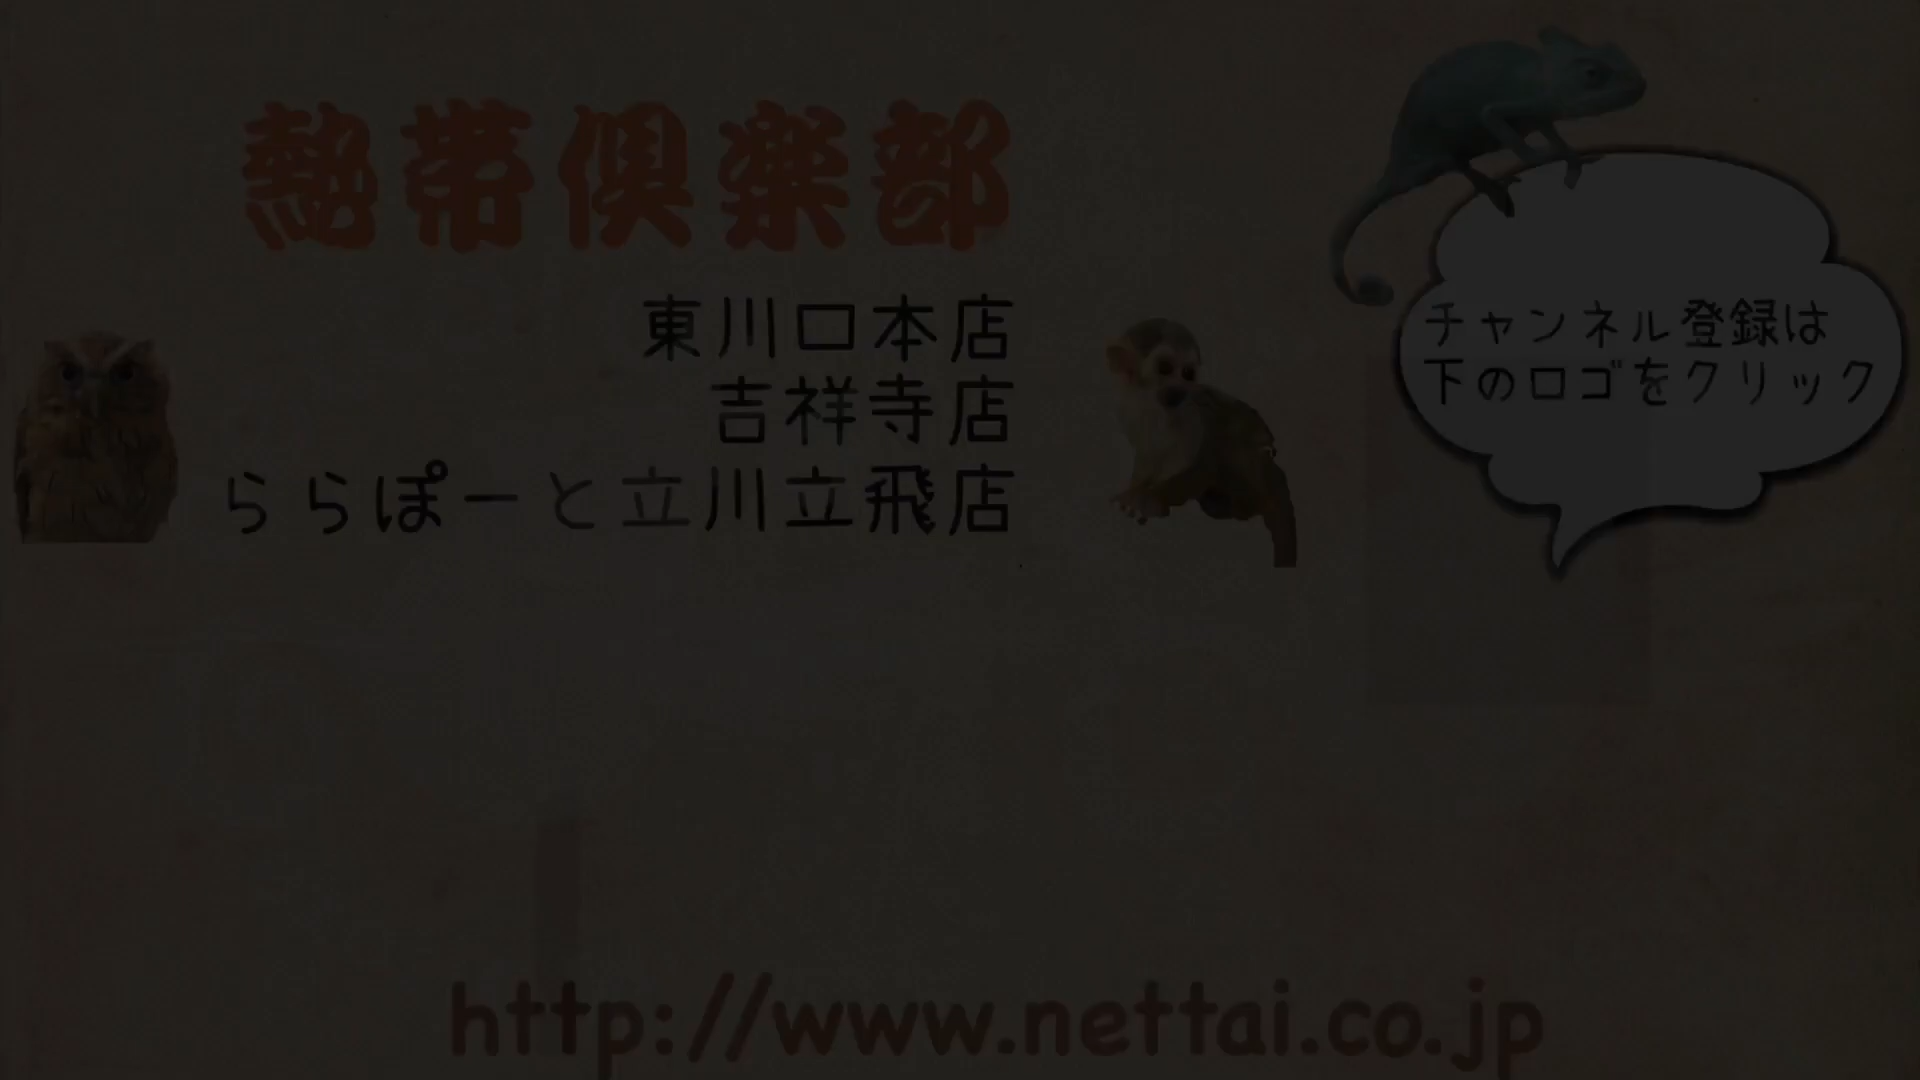 熱帯倶楽部
東川口本店
吉祥寺店
ららぽーと立川立飛店
チャンネル登録は
下のロゴをクリック
http://www.nettai.co.jp